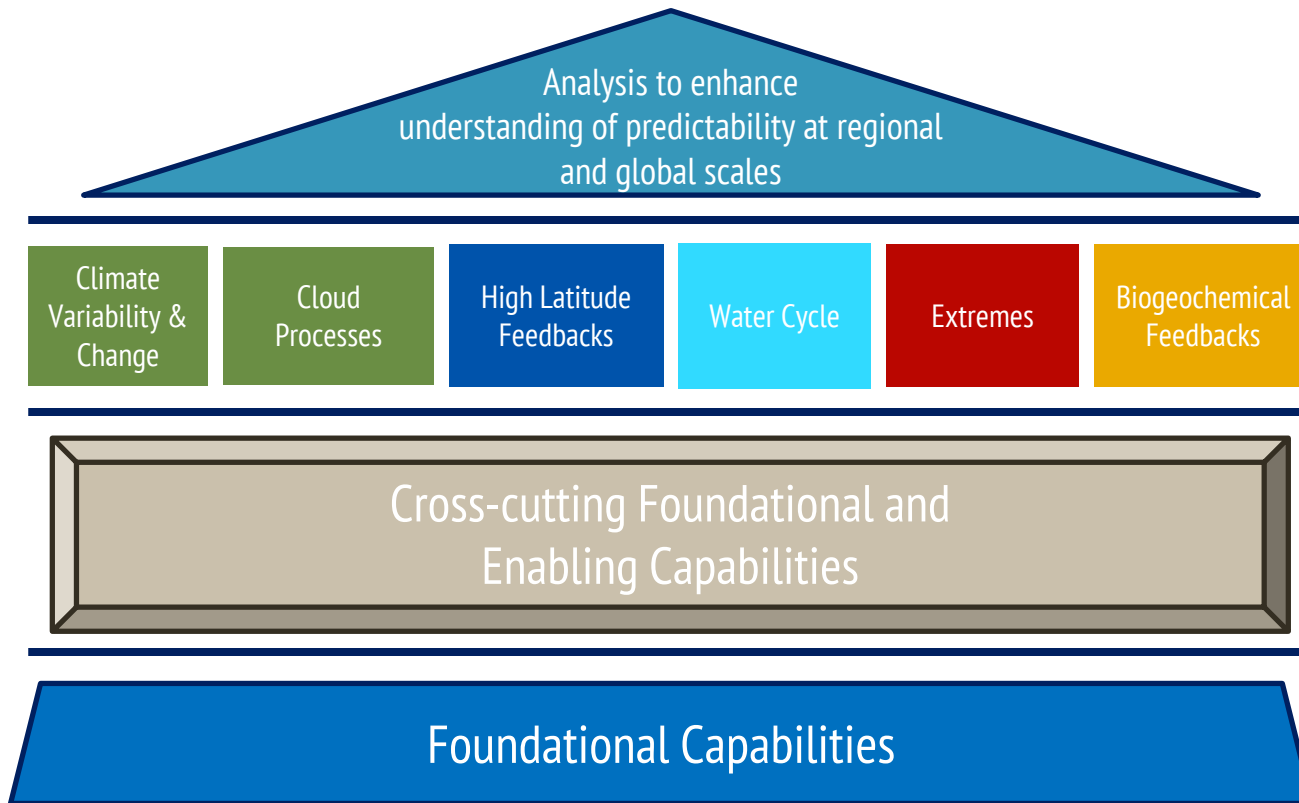 Analysis to enhance
understanding of predictability at regional
and global scales
Climate
Variability &
Change
Cloud
Processes
High Latitude
Feedbacks
Water Cycle
Extremes
Biogeochemical
Feedbacks
Cross-cutting Foundational and
Enabling Capabilities
Foundational Capabilities